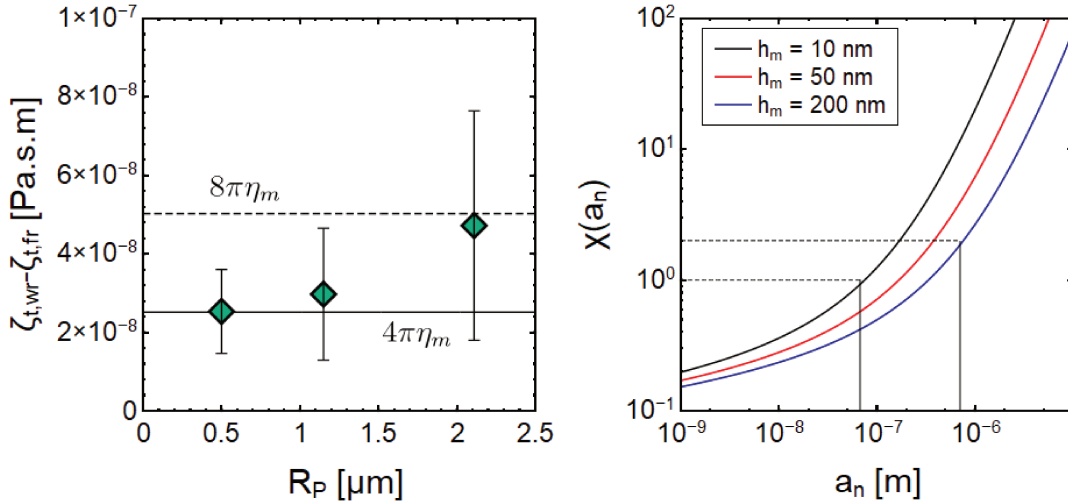 1×10⁻⁷
8×10⁻⁸
6×10⁻⁸
4×10⁻⁸
2×10⁻⁸
0
ζt,wr-ζt,fr [Pa.s.m]
8πηm
4πηm
0 0.5 1 1.5 2 2.5
RP [µm]
10²
10¹
10⁰
10⁻¹
χ(an)
hm = 10 nm
hm = 50 nm
hm = 200 nm
10⁻⁹ 10⁻⁸ 10⁻⁷ 10⁻⁶
an [m]